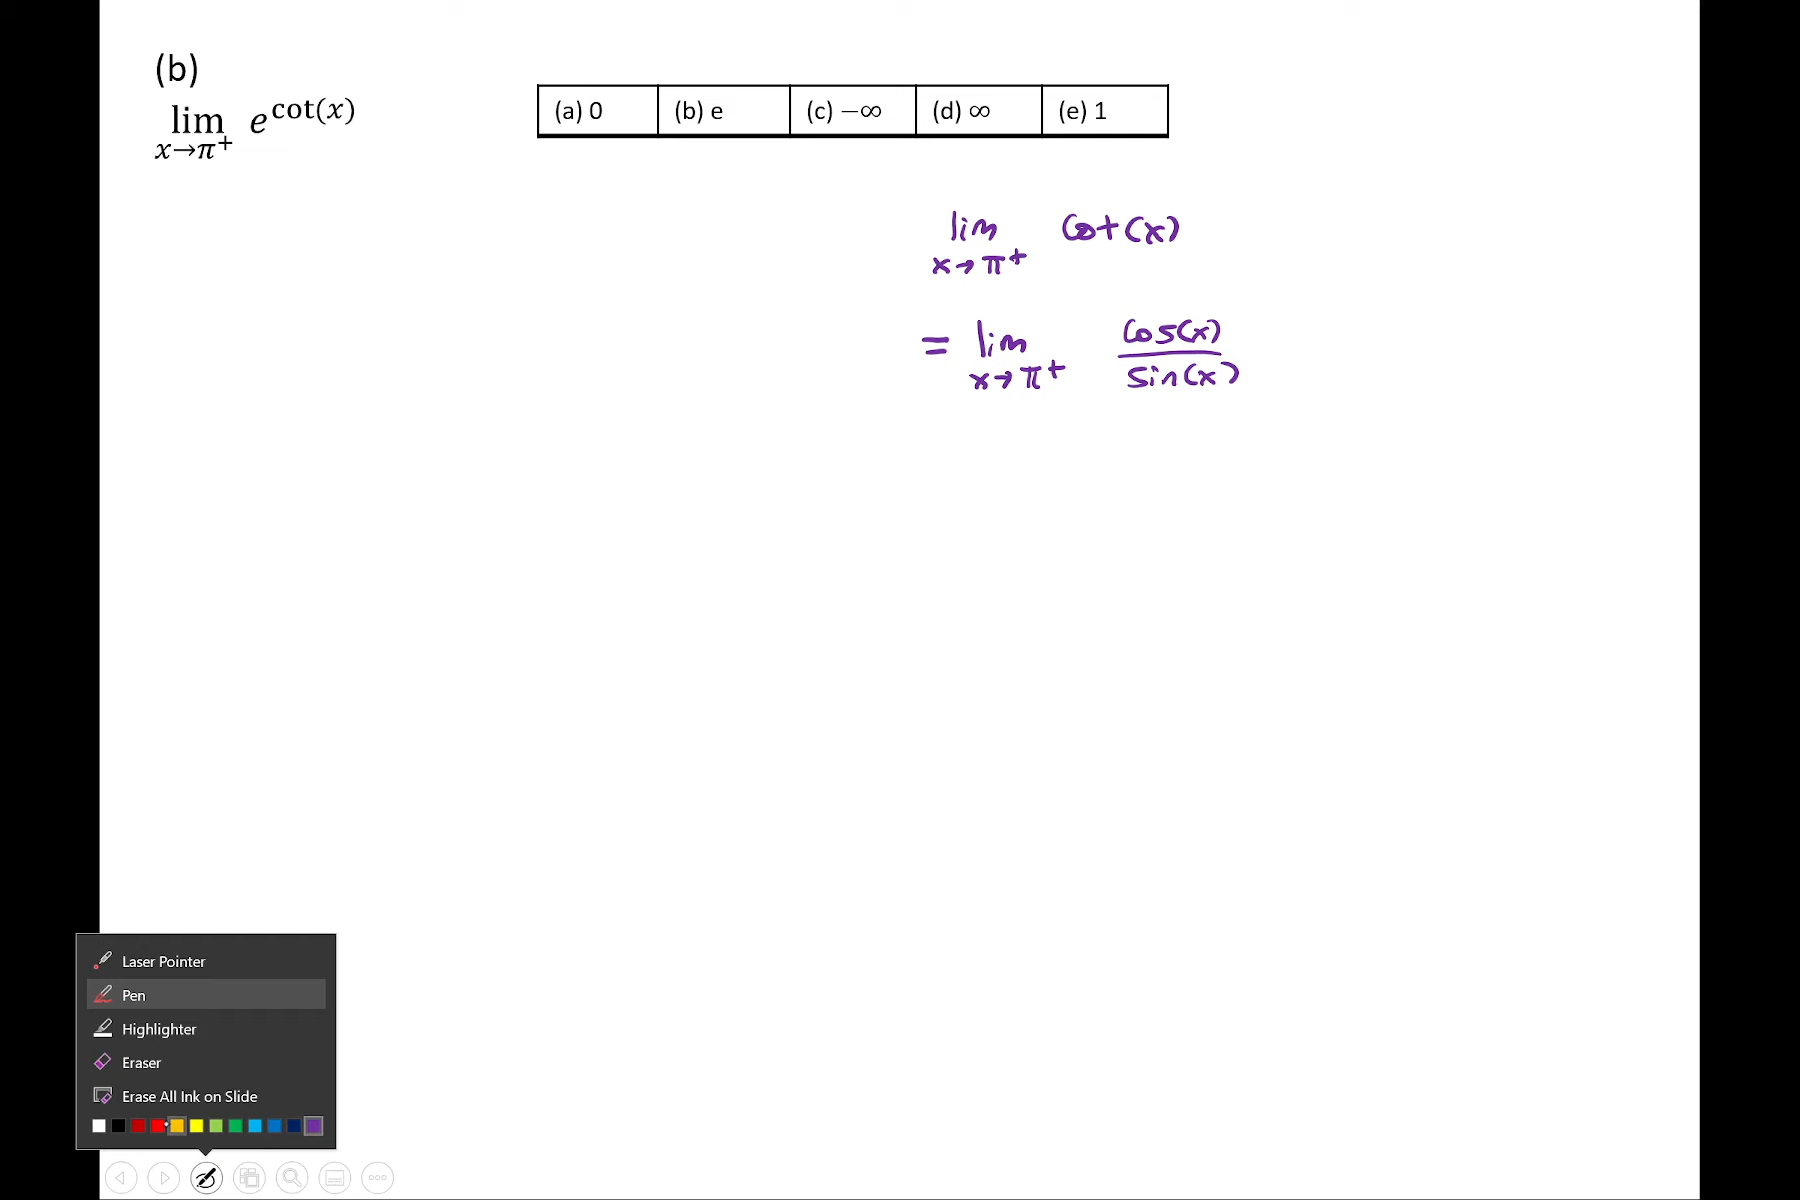 (b)
lim x→π⁺ e^cot(x)
(a) 0 (b) e (c) −∞ (d) ∞ (e) 1
lim x→π⁺ cot(x)
= lim x→π⁺ cos(x)/sin(x)
Laser Pointer
Pen
Highlighter
Eraser
Erase All Ink on Slide